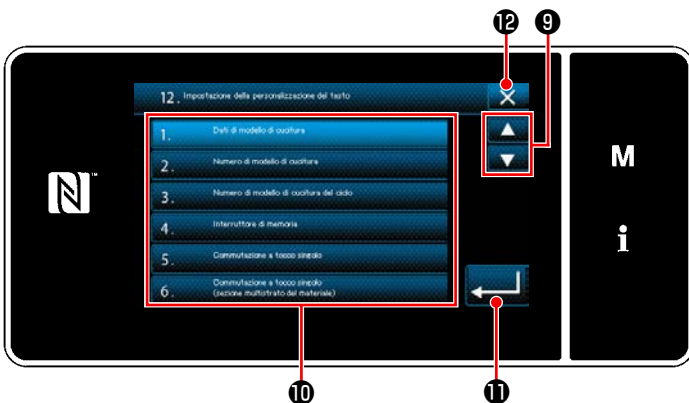 ⓬ ❾
12. Impostazione della personalizzazione del tasto
1. Dati di modello di cucitura
2. Numero di modello di cucitura
3. Numero di modello di cucitura del ciclo
4. Interruttore di memoria
5. Commutazione a tocco singolo
6. Commutazione a tocco singolo
(sezione multistrato del materiale)
N
M
i
❿ ⓫